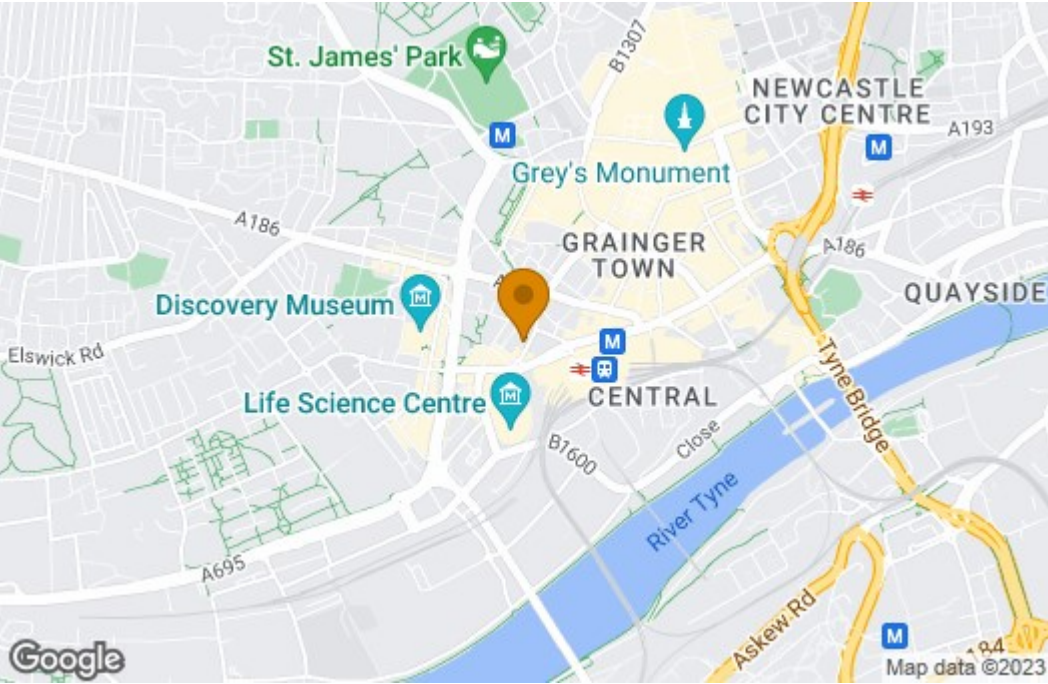 St. James' Park
B1307
NEWCASTLE
CITY CENTRE
M
M
A193
Grey's Monument
A186
GRAINGER
TOWN
A186
Discovery Museum
M
QUAYSIDE
Elswick Rd
M
Life Science Centre
M
CENTRAL
Tyne Bridge
Close
B1600
River Tyne
A695
Askew Rd
M
A184
Google
Map data ©2023